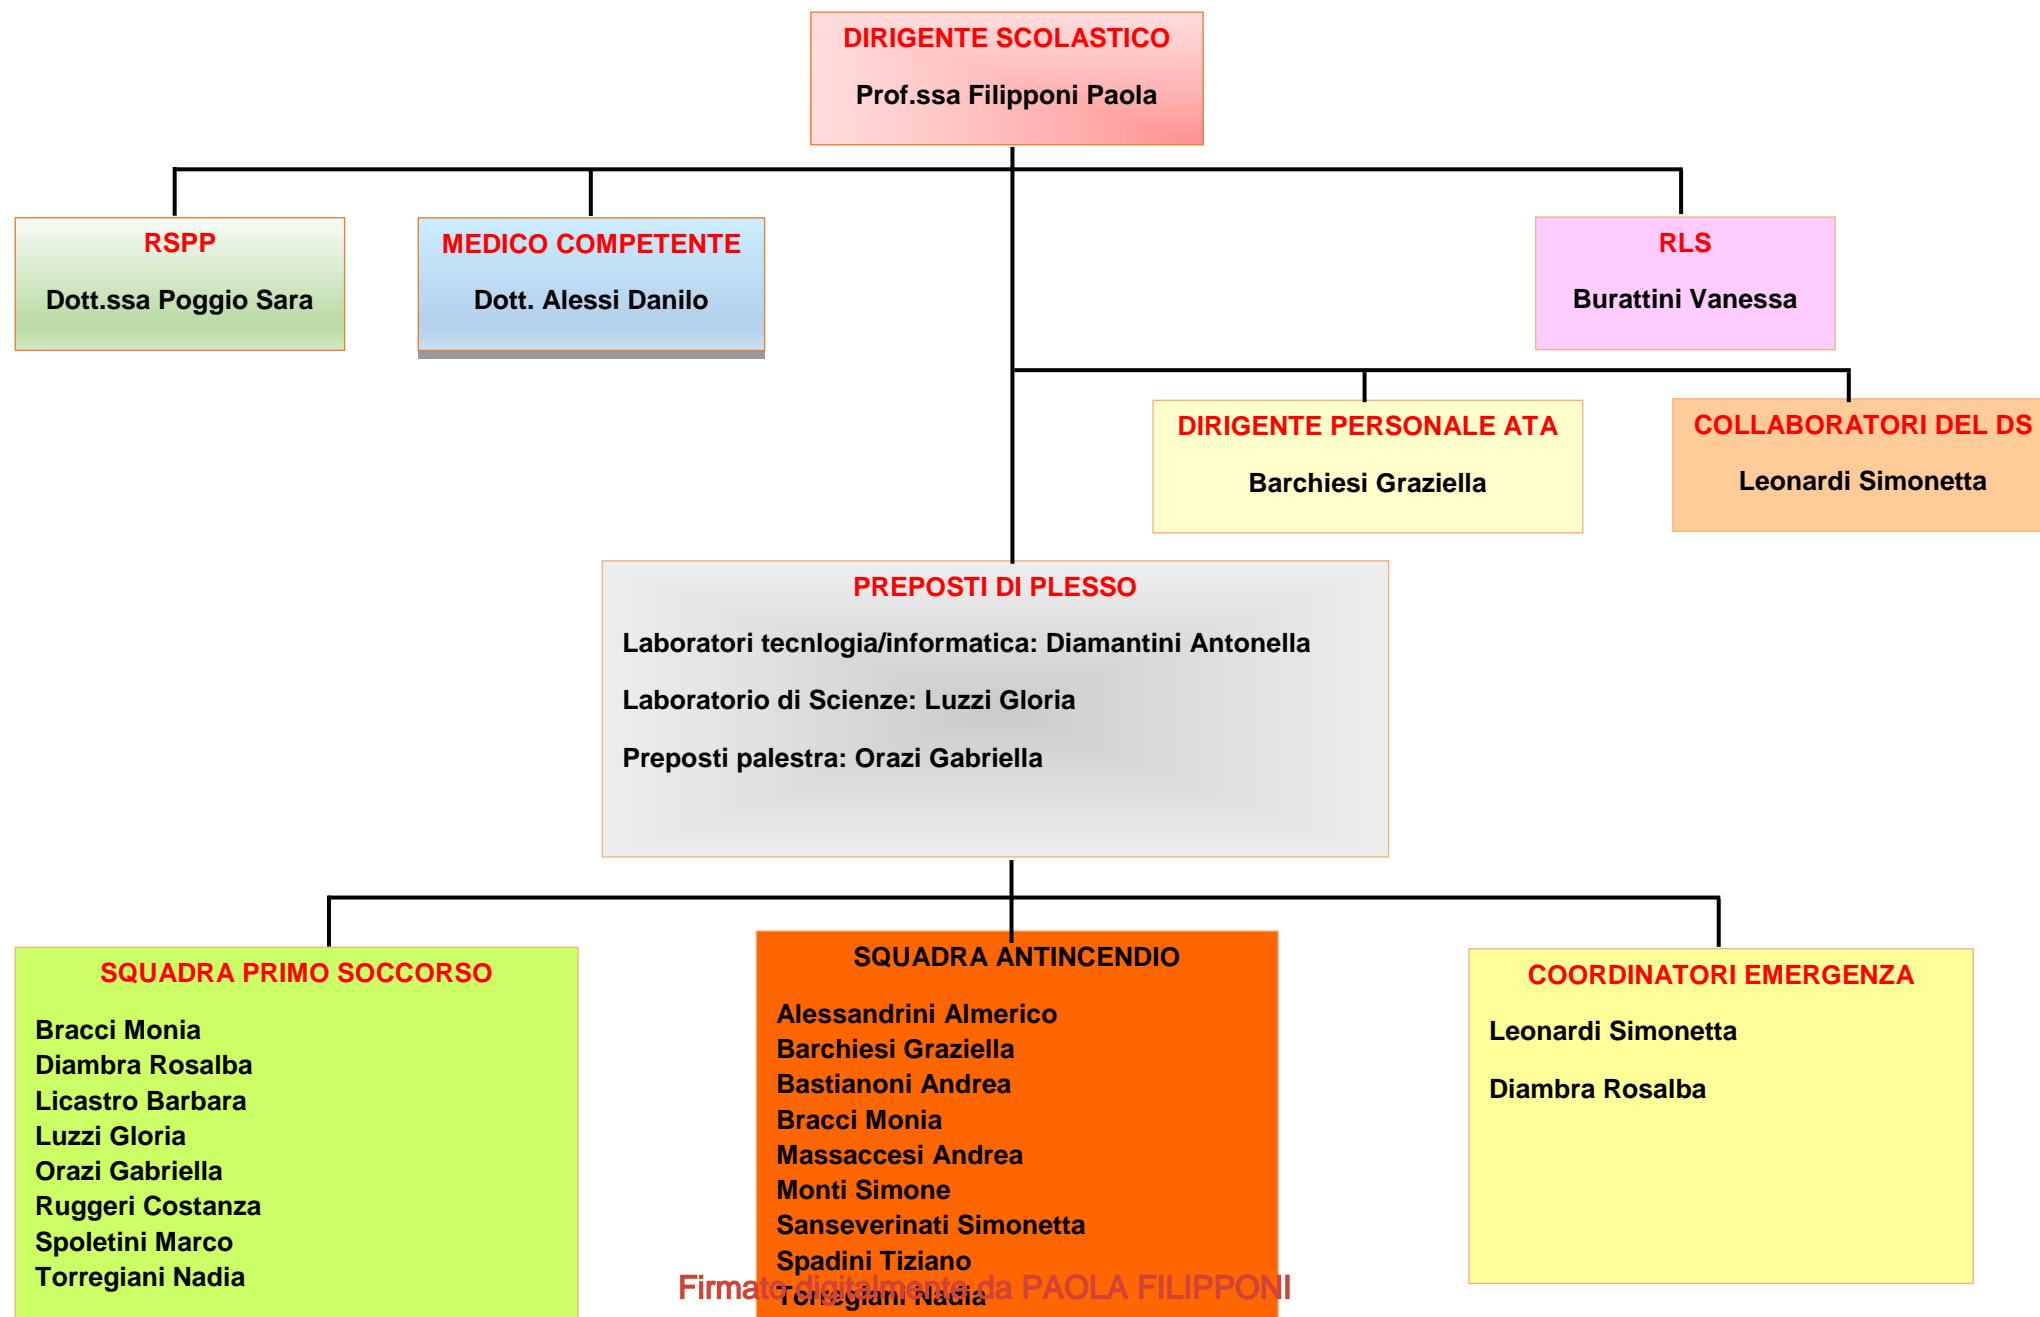 DIRIGENTE SCOLASTICO
Prof.ssa Filipponi Paola
RSPP
Dott.ssa Poggio Sara
MEDICO COMPETENTE
Dott. Alessi Danilo
RLS
Burattini Vanessa
DIRIGENTE PERSONALE ATA
Barchiesi Graziella
COLLABORATORI DEL DS
Leonardi Simonetta
PREPOSTI DI PLESSO
Laboratori tecnlogia/informatica: Diamantini Antonella
Laboratorio di Scienze: Luzzi Gloria
Preposti palestra: Orazi Gabriella
SQUADRA PRIMO SOCCORSO
Bracci Monia
Diambra Rosalba
Licastro Barbara
Luzzi Gloria
Orazi Gabriella
Ruggeri Costanza
Spoletini Marco
Torregiani Nadia
SQUADRA ANTINCENDIO
Alessandrini Almerico
Barchiesi Graziella
Bastianoni Andrea
Bracci Monia
Massaccesi Andrea
Monti Simone
Sanseverinati Simonetta
Spadini Tiziano
Torregiani Nadia
COORDINATORI EMERGENZA
Leonardi Simonetta
Diambra Rosalba
Firmato digitalmente da PAOLA FILIPPONI